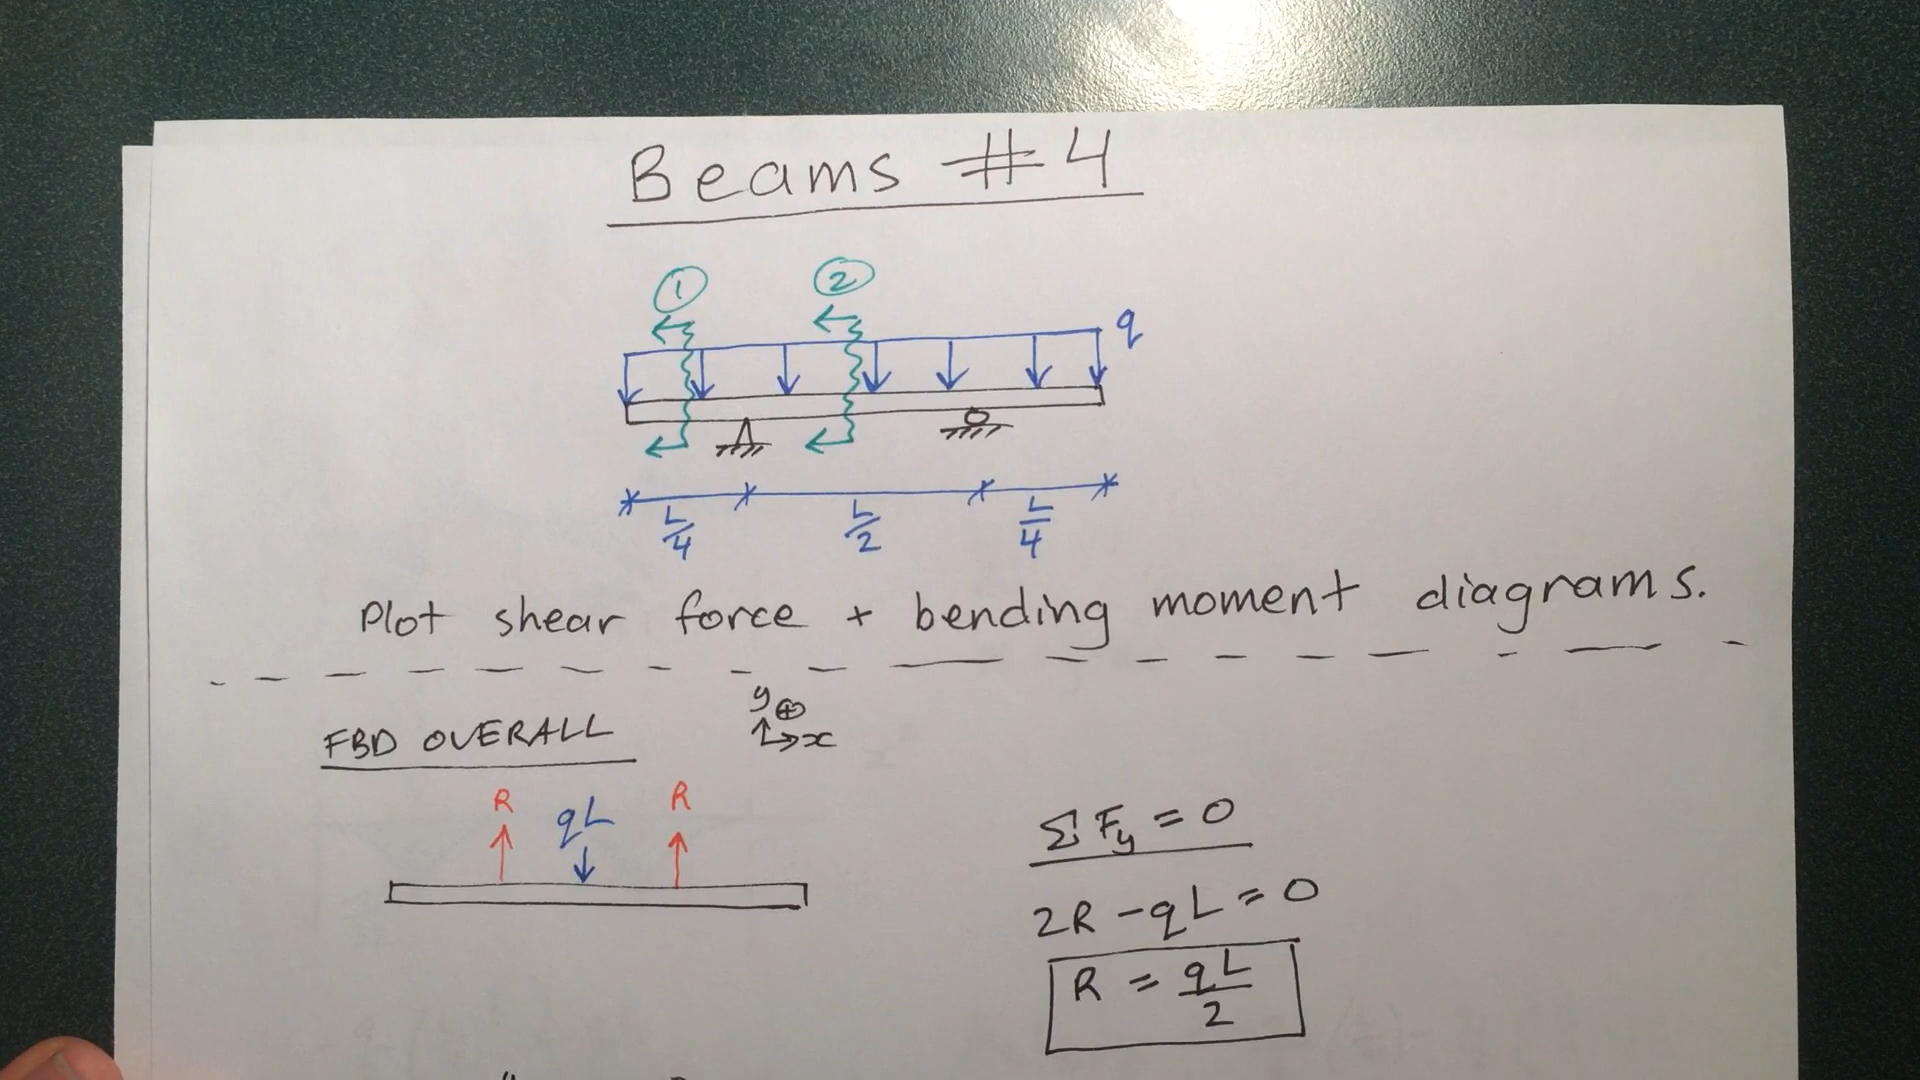 Beams #4
1 2
q
L/4 L/2 L/4
Plot shear force + bending moment diagrams.
y ⊕
x
FBD OVERALL
R qL R
ΣFy = 0
2R - qL = 0
R = qL/2